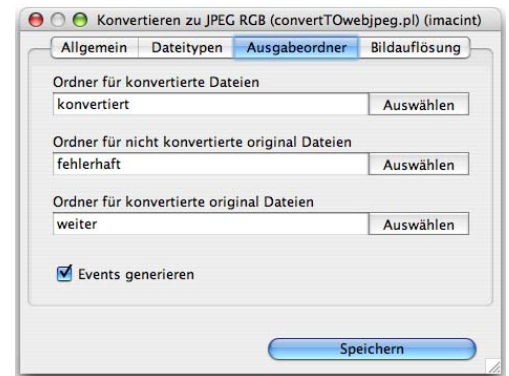 Konvertieren zu JPEG RGB (convertTOwebjpeg.pl) (imacint)
Allgemein Dateitypen Ausgabeordner Bildauflösung
Ordner für konvertierte Dateien
konvertiert Auswählen
Ordner für nicht konvertierte original Dateien
fehlerhaft Auswählen
Ordner für konvertierte original Dateien
weiter Auswählen
Events generieren
Speichern